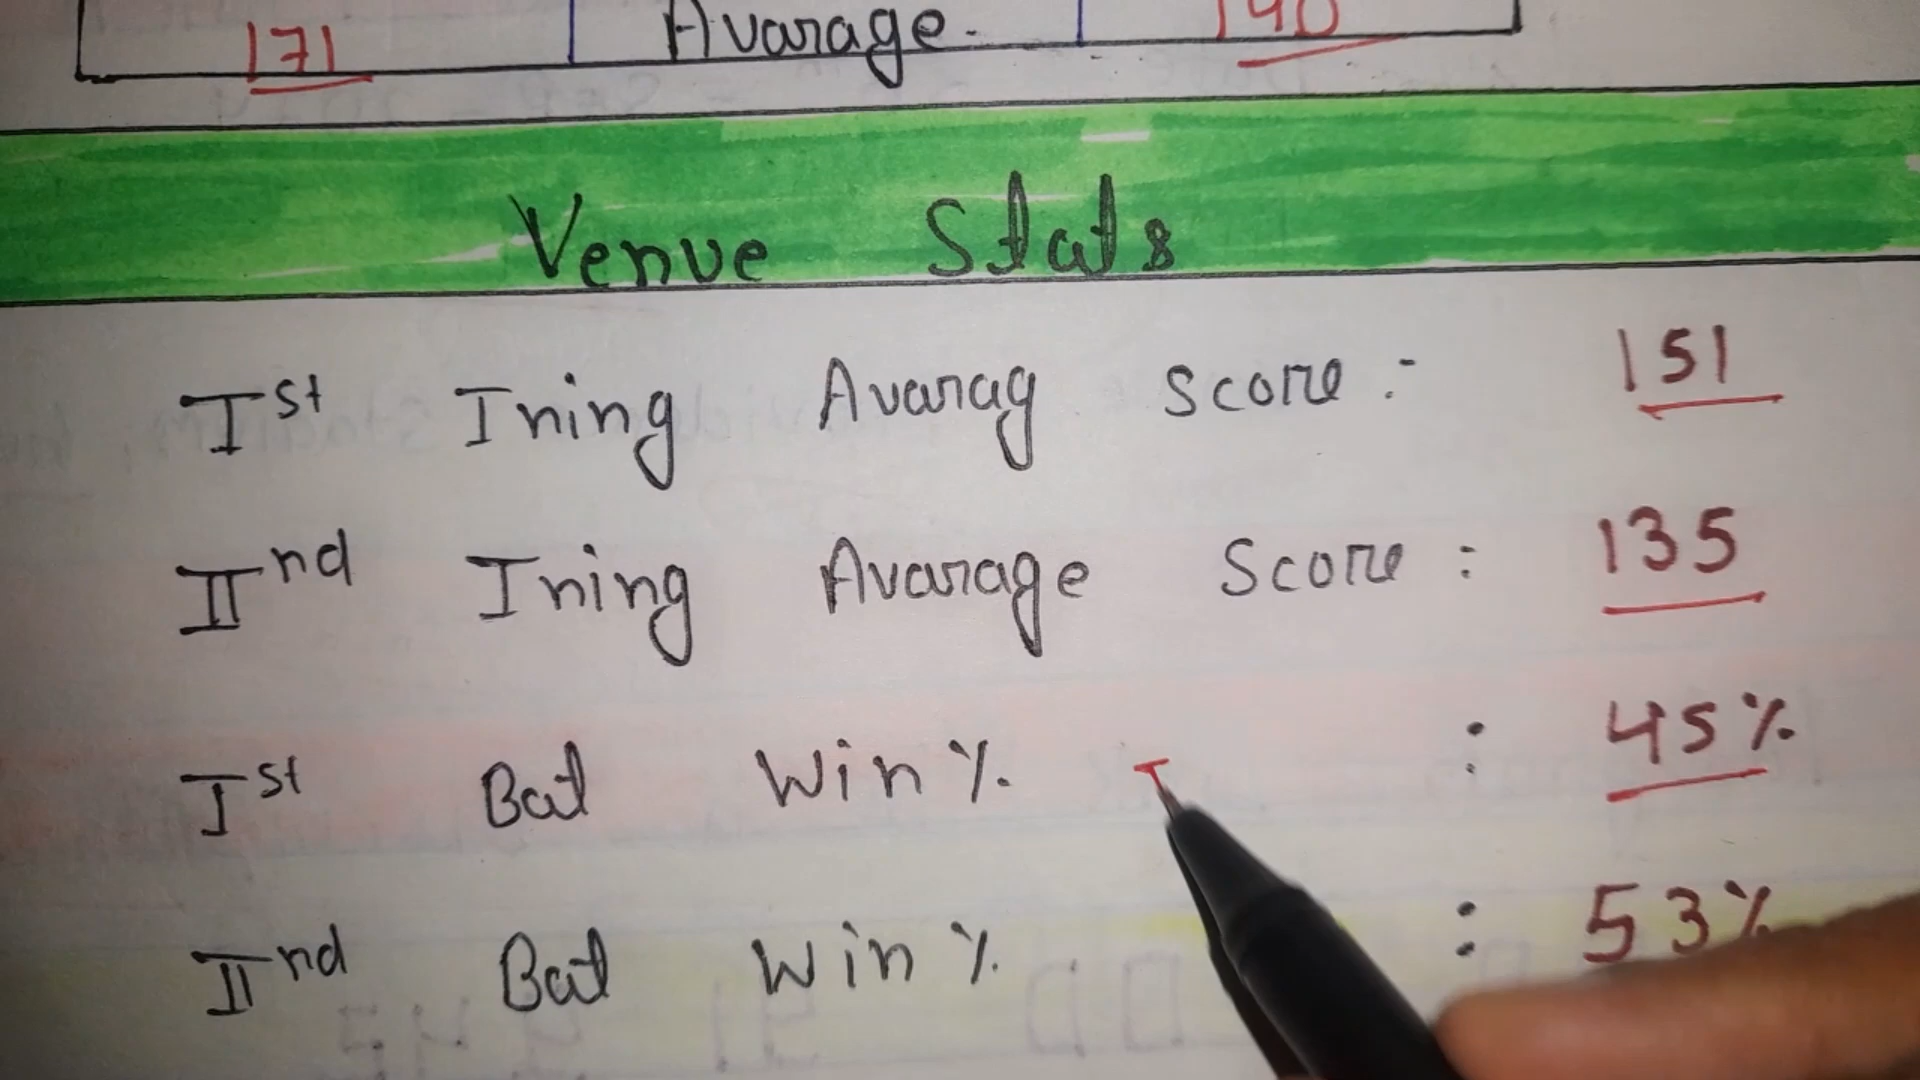 171 Avarage. 190
Venue Stats
Ist Ining Avarag Score :- 151
IInd Ining Avarage Score : 135
Ist Bat Win % : 45%
IInd Bat Win % : 53%